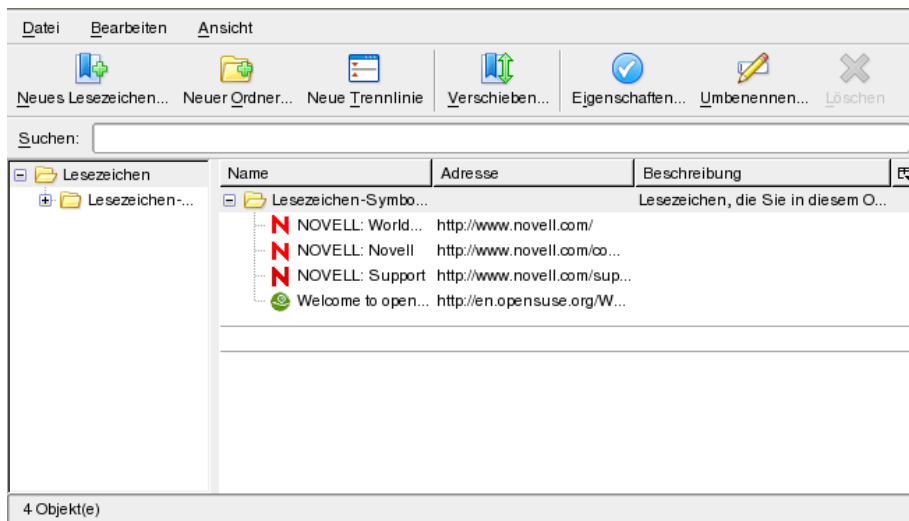 Datei Bearbeiten Ansicht
Neues Lesezeichen... Neuer Ordner... Neue Trennlinie Verschieben... Eigenschaften... Umbenennen... Löschen
Suchen:
Lesezeichen
Lesezeichen-...
Name Adresse Beschreibung
Lesezeichen-Symbo... Lesezeichen, die Sie in diesem O...
NOVELL: World... http://www.novell.com/
NOVELL: Novell http://www.novell.com/co...
NOVELL: Support http://www.novell.com/sup...
Welcome to open... http://en.opensuse.org/W...
4 Objekt(e)